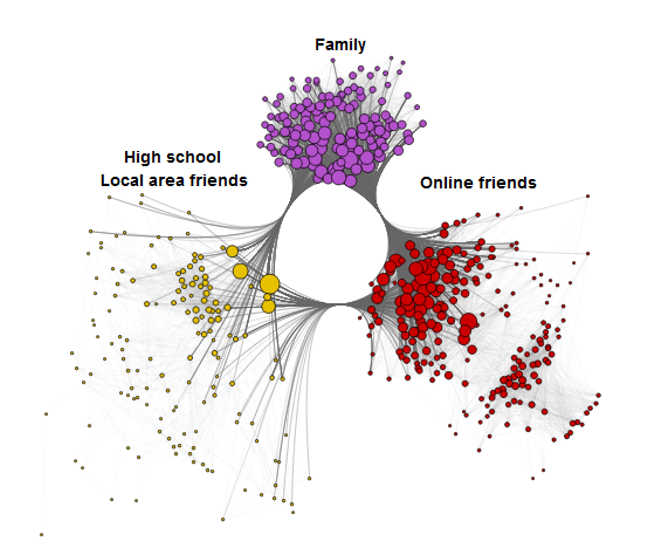 Family
High school
Local area friends
Online friends